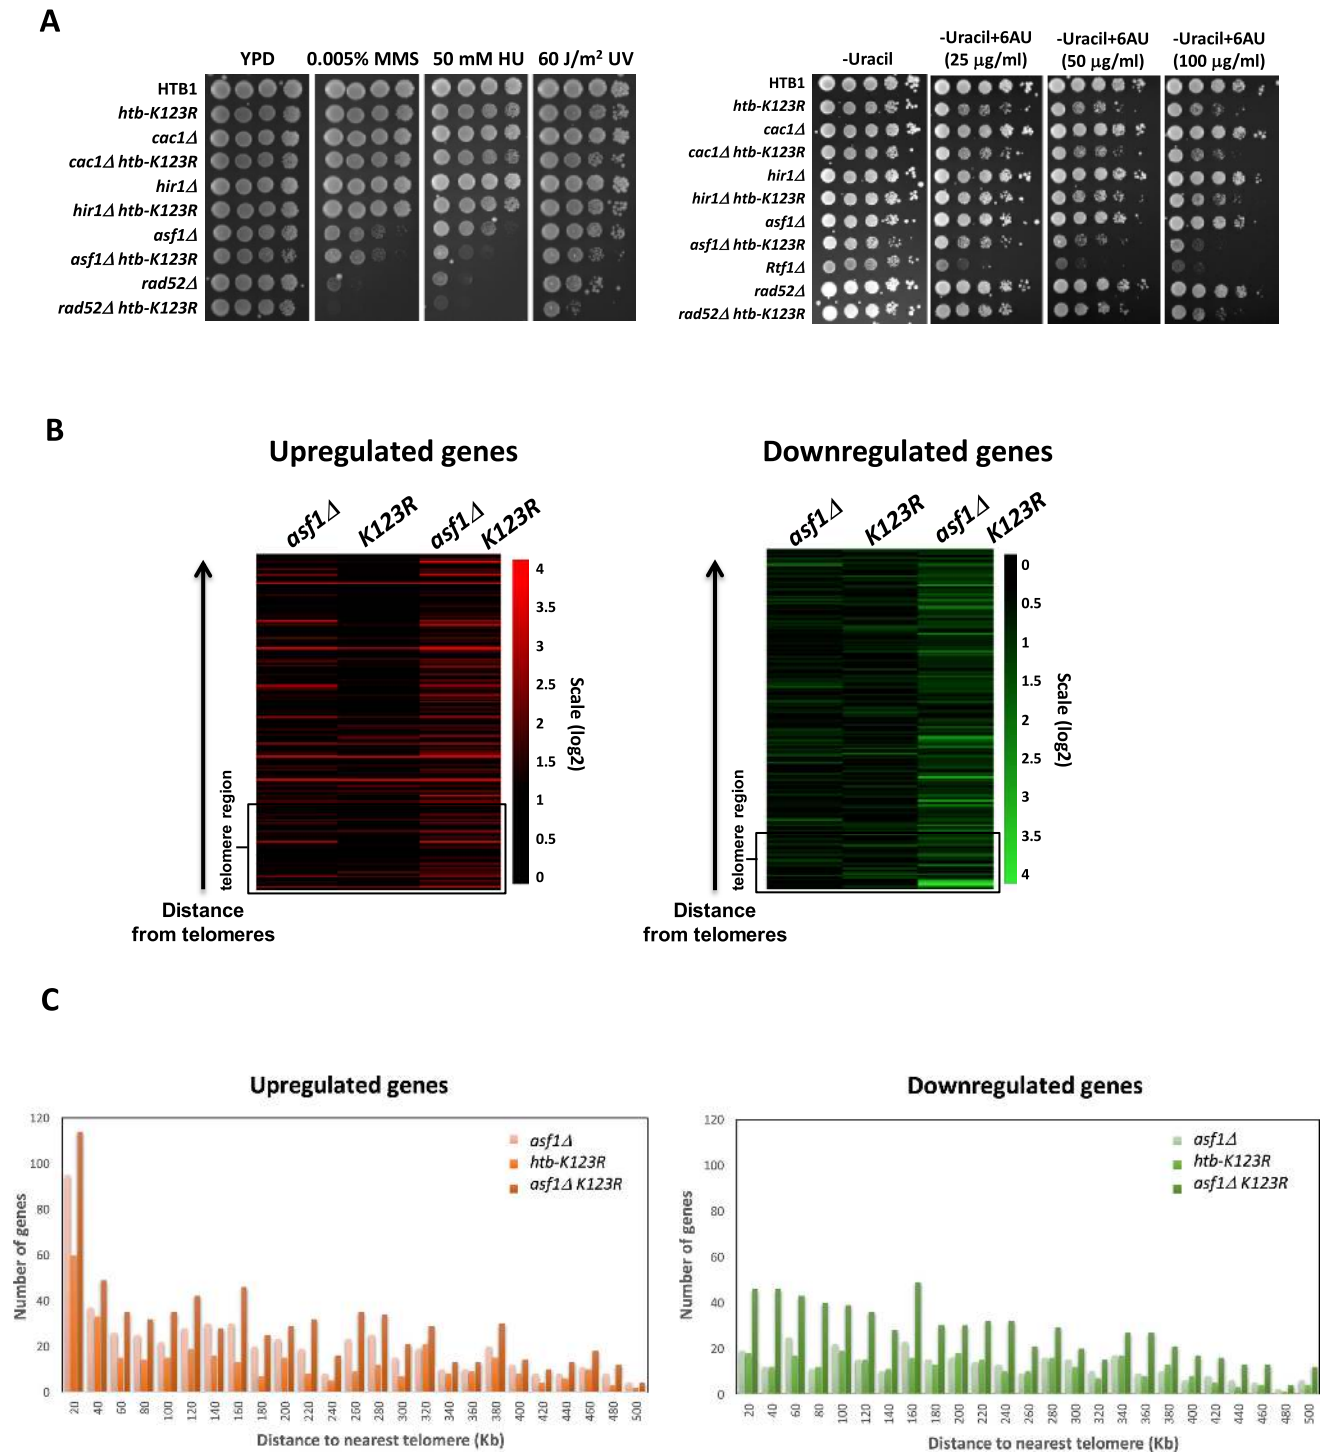 A
YPD
0.005% MMS
50 mM HU
60 J/m² UV
HTB1
htb-K123R
cac1Δ
cac1Δ htb-K123R
hir1Δ
hir1Δ htb-K123R
asf1Δ
asf1Δ htb-K123R
rad52Δ
rad52Δ htb-K123R
-Uracil
-Uracil+6AU
(25 μg/ml)
-Uracil+6AU
(50 μg/ml)
-Uracil+6AU
(100 μg/ml)
HTB1
htb-K123R
cac1Δ
cac1Δ htb-K123R
hir1Δ
hir1Δ htb-K123R
asf1Δ
asf1Δ htb-K123R
Rtf1Δ
rad52Δ
rad52Δ htb-K123R
B
Upregulated genes
asf1Δ
K123R
asf1Δ
K123R
4
3.5
3
2.5
2
1.5
1
0.5
0
Scale (log2)
telomere region
Distance
from telomeres
Downregulated genes
asf1Δ
K123R
asf1Δ
K123R
0
0.5
1
1.5
2
2.5
3
3.5
4
Scale (log2)
telomere region
Distance
from telomeres
C
Upregulated genes
120
100
80
60
40
20
0
Number of genes
asf1Δ
htb-K123R
asf1Δ K123R
20 40 60 80 100 120 140 160 180 200 220 240 260 280 300 320 340 360 380 400 420 440 460 480 500
Distance to nearest telomere (Kb)
Downregulated genes
120
100
80
60
40
20
0
Number of genes
asf1Δ
htb-K123R
asf1Δ K123R
20 40 60 80 100 120 140 160 180 200 220 240 260 280 300 320 340 360 380 400 420 440 460 480 500
Distance to nearest telomere (Kb)